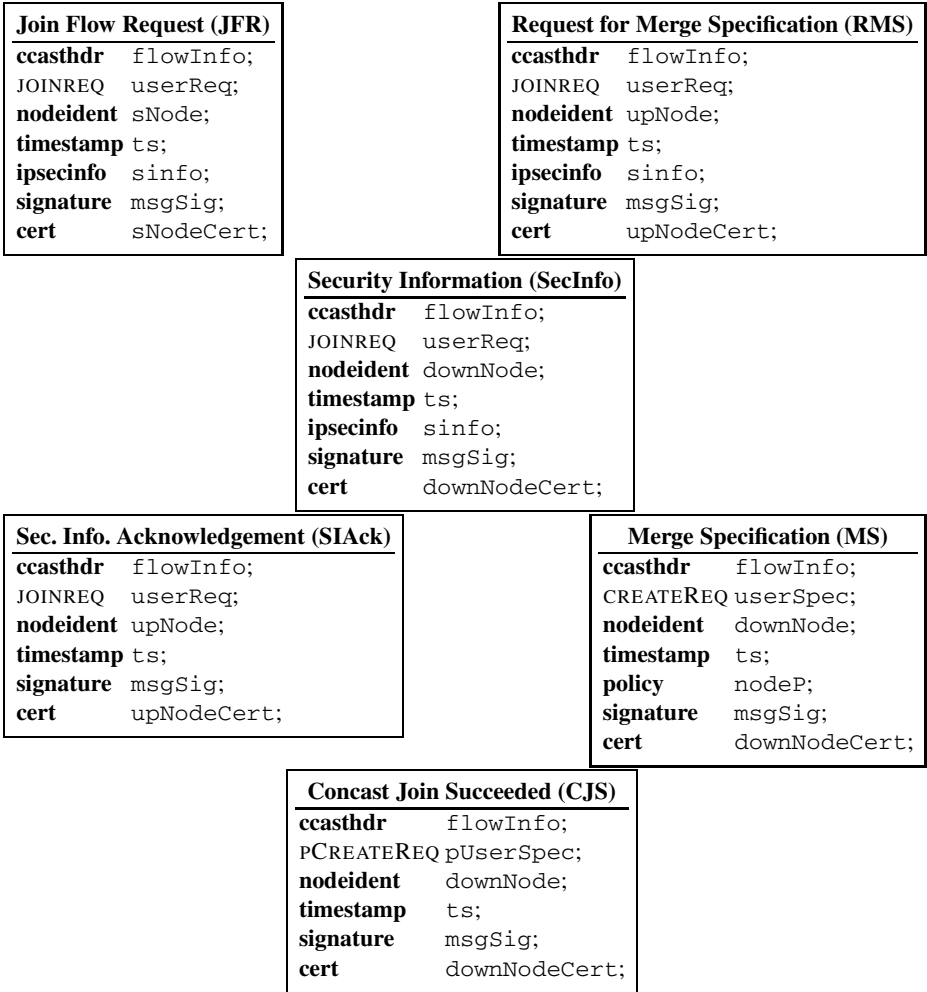 Join Flow Request (JFR)
ccasthdr flowInfo;
JOINREQ userReq;
nodeident sNode;
timestamp ts;
ipsecinfo sinfo;
signature msgSig;
cert sNodeCert;
Request for Merge Specification (RMS)
ccasthdr flowInfo;
JOINREQ userReq;
nodeident upNode;
timestamp ts;
ipsecinfo sinfo;
signature msgSig;
cert upNodeCert;
Security Information (SecInfo)
ccasthdr flowInfo;
JOINREQ userReq;
nodeident downNode;
timestamp ts;
ipsecinfo sinfo;
signature msgSig;
cert downNodeCert;
Sec. Info. Acknowledgement (SIAck)
ccasthdr flowInfo;
JOINREQ userReq;
nodeident upNode;
timestamp ts;
signature msgSig;
cert upNodeCert;
Merge Specification (MS)
ccasthdr flowInfo;
CREATEREQ userSpec;
nodeident downNode;
timestamp ts;
policy nodeP;
signature msgSig;
cert downNodeCert;
Concast Join Succeeded (CJS)
ccasthdr flowInfo;
PCREATEREQ pUserSpec;
nodeident downNode;
timestamp ts;
signature msgSig;
cert downNodeCert;